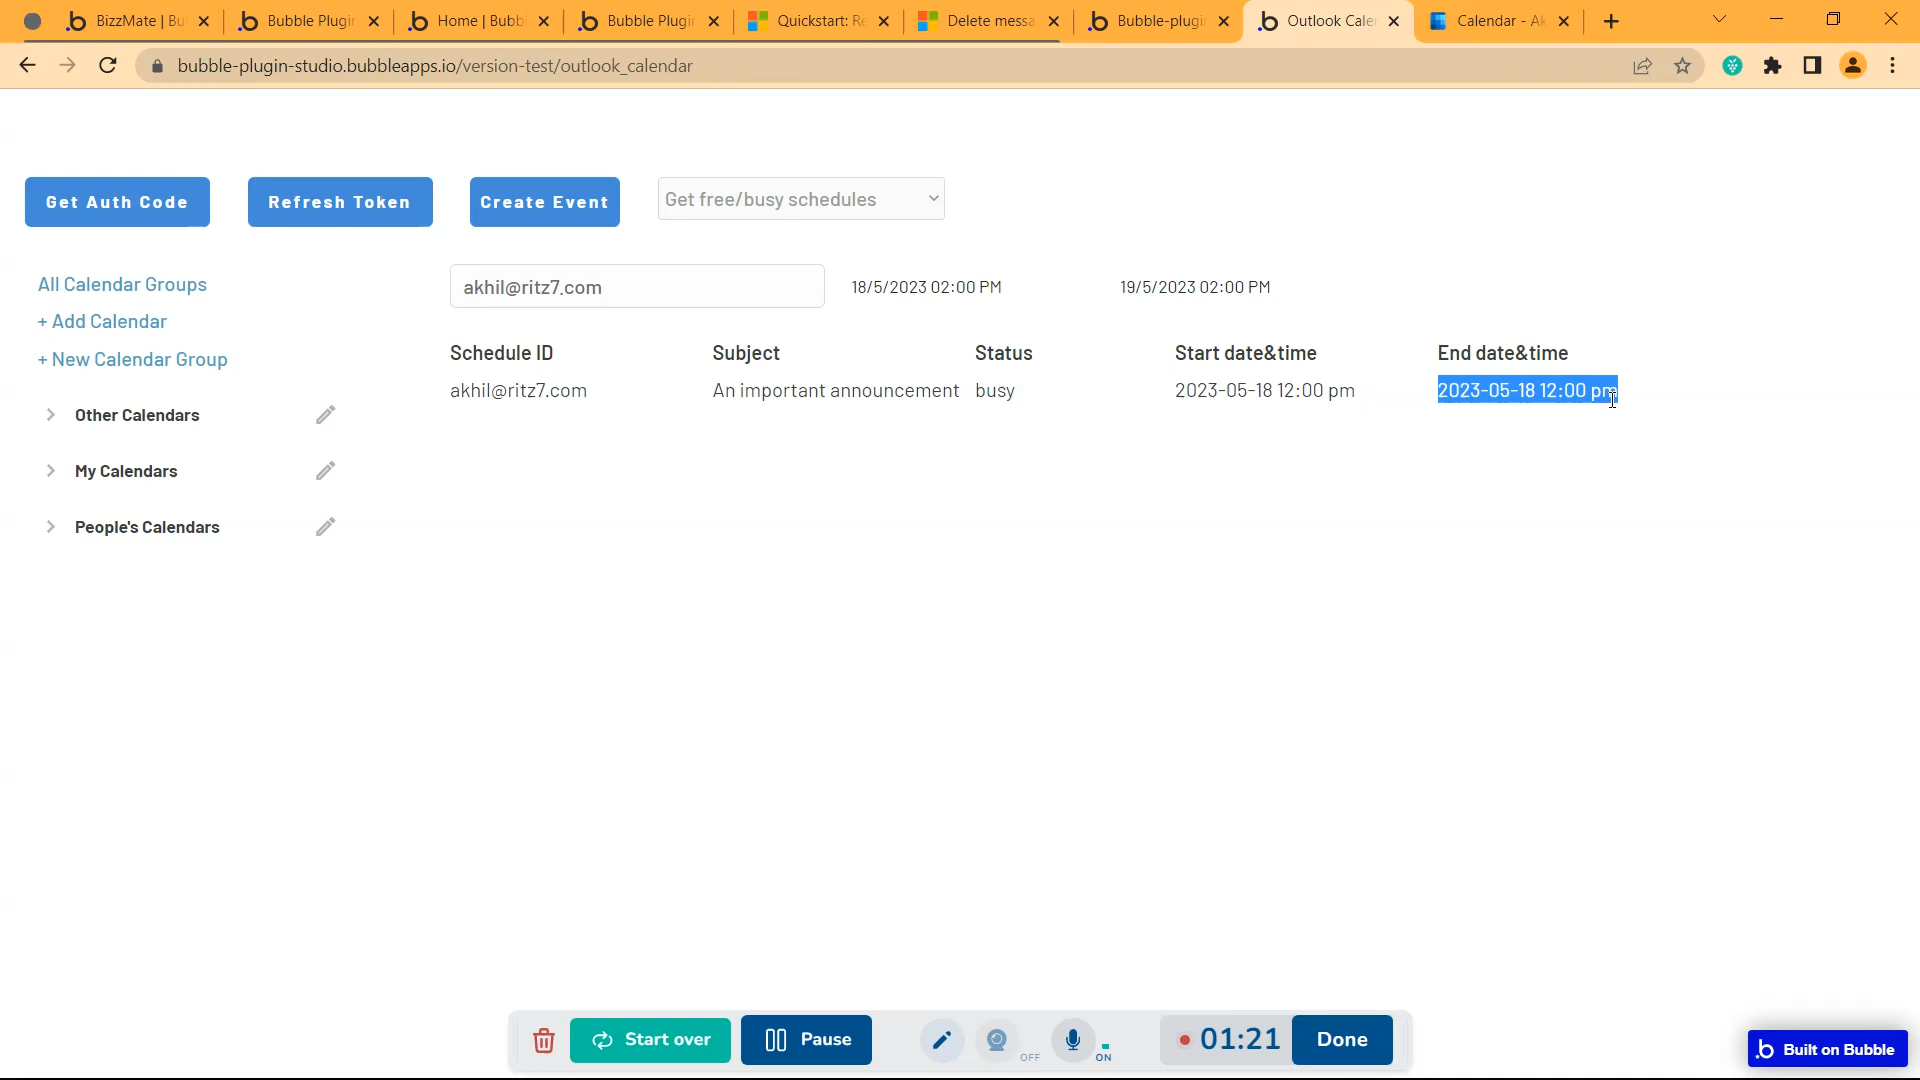 BizzMate | Bu
Bubble Plugin
Home | Bubbl
Bubble Plugin
Quickstart: Re
Delete messa
Bubble-plugi
Outlook Cale
Calendar - Ak
bubble-plugin-studio.bubbleapps.io/version-test/outlook_calendar
Get Auth Code
Refresh Token
Create Event
Get free/busy schedules
All Calendar Groups
+ Add Calendar
+ New Calendar Group
Other Calendars
My Calendars
People's Calendars
akhil@ritz7.com
18/5/2023 02:00 PM
19/5/2023 02:00 PM
Schedule ID Subject Status Start date&time End date&time
akhil@ritz7.com An important announcement busy 2023-05-18 12:00 pm 2023-05-18 12:00 pm
Start over
Pause
OFF
ON
01:21
Done
Built on Bubble